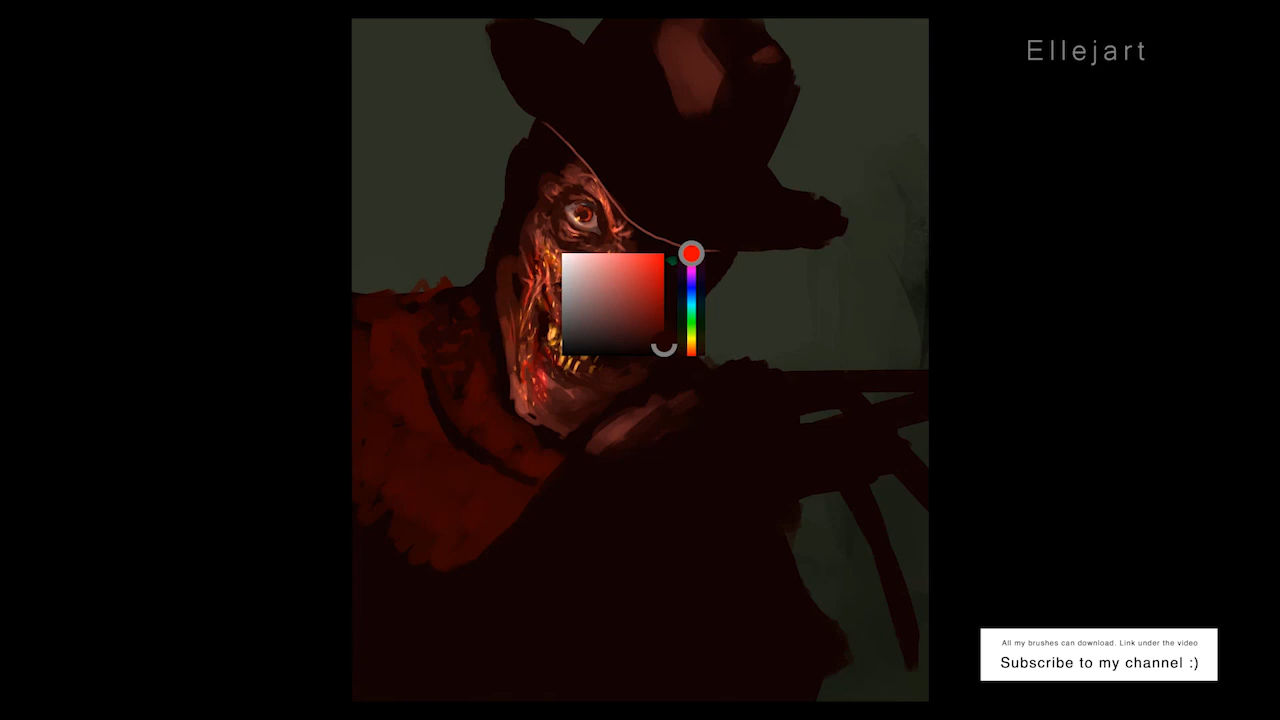 Ellejart
All my brushes can download. Link under the video
Subscribe to my channel :)